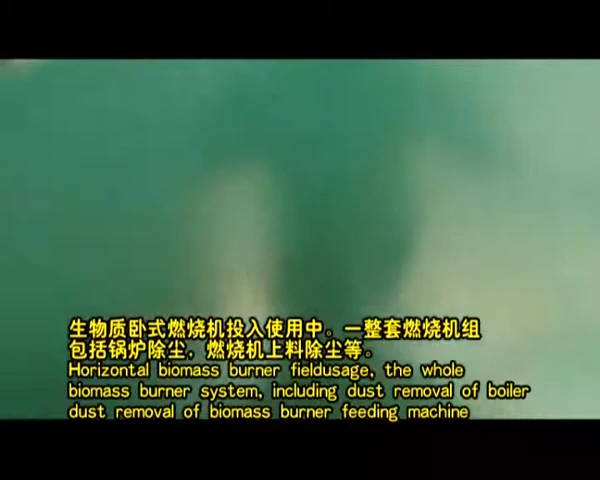 生物质卧式燃烧机投入使用中。一整套燃烧机组
包括锅炉除尘，燃烧机上料除尘等。
Horizontal biomass burner fieldusage, the whole
biomass burner system, including dust removal of boiler
dust removal of biomass burner feeding machine